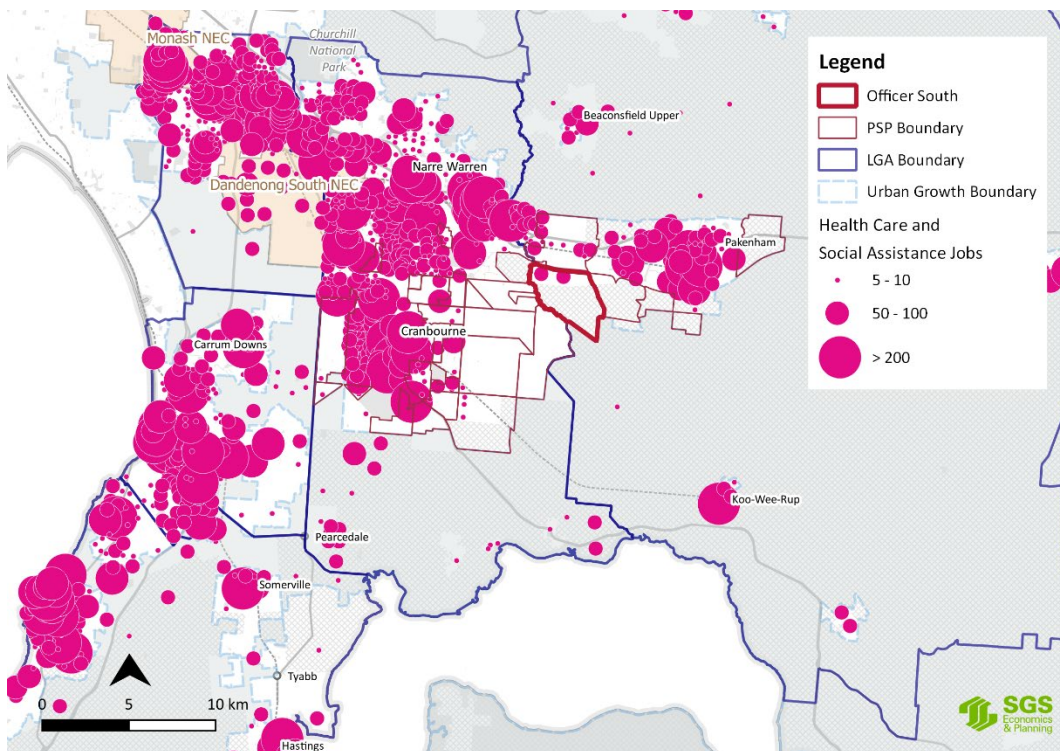 Monash NEC
Churchill
National
Park
Beaconsfield Upper
Narre Warren
Dandenong South NEC
Pakenham
Cranbourne
Carrum Downs
Koo-Wee-Rup
Pearcedale
Somerville
Tyabb
Hastings
0 5 10 km
Legend
Officer South
PSP Boundary
LGA Boundary
Urban Growth Boundary
Health Care and
Social Assistance Jobs
5 - 10
50 - 100
> 200
SGS
Economics
& Planning